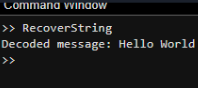 Command Window
>> RecoverString
Decoded message: Hello World
>>